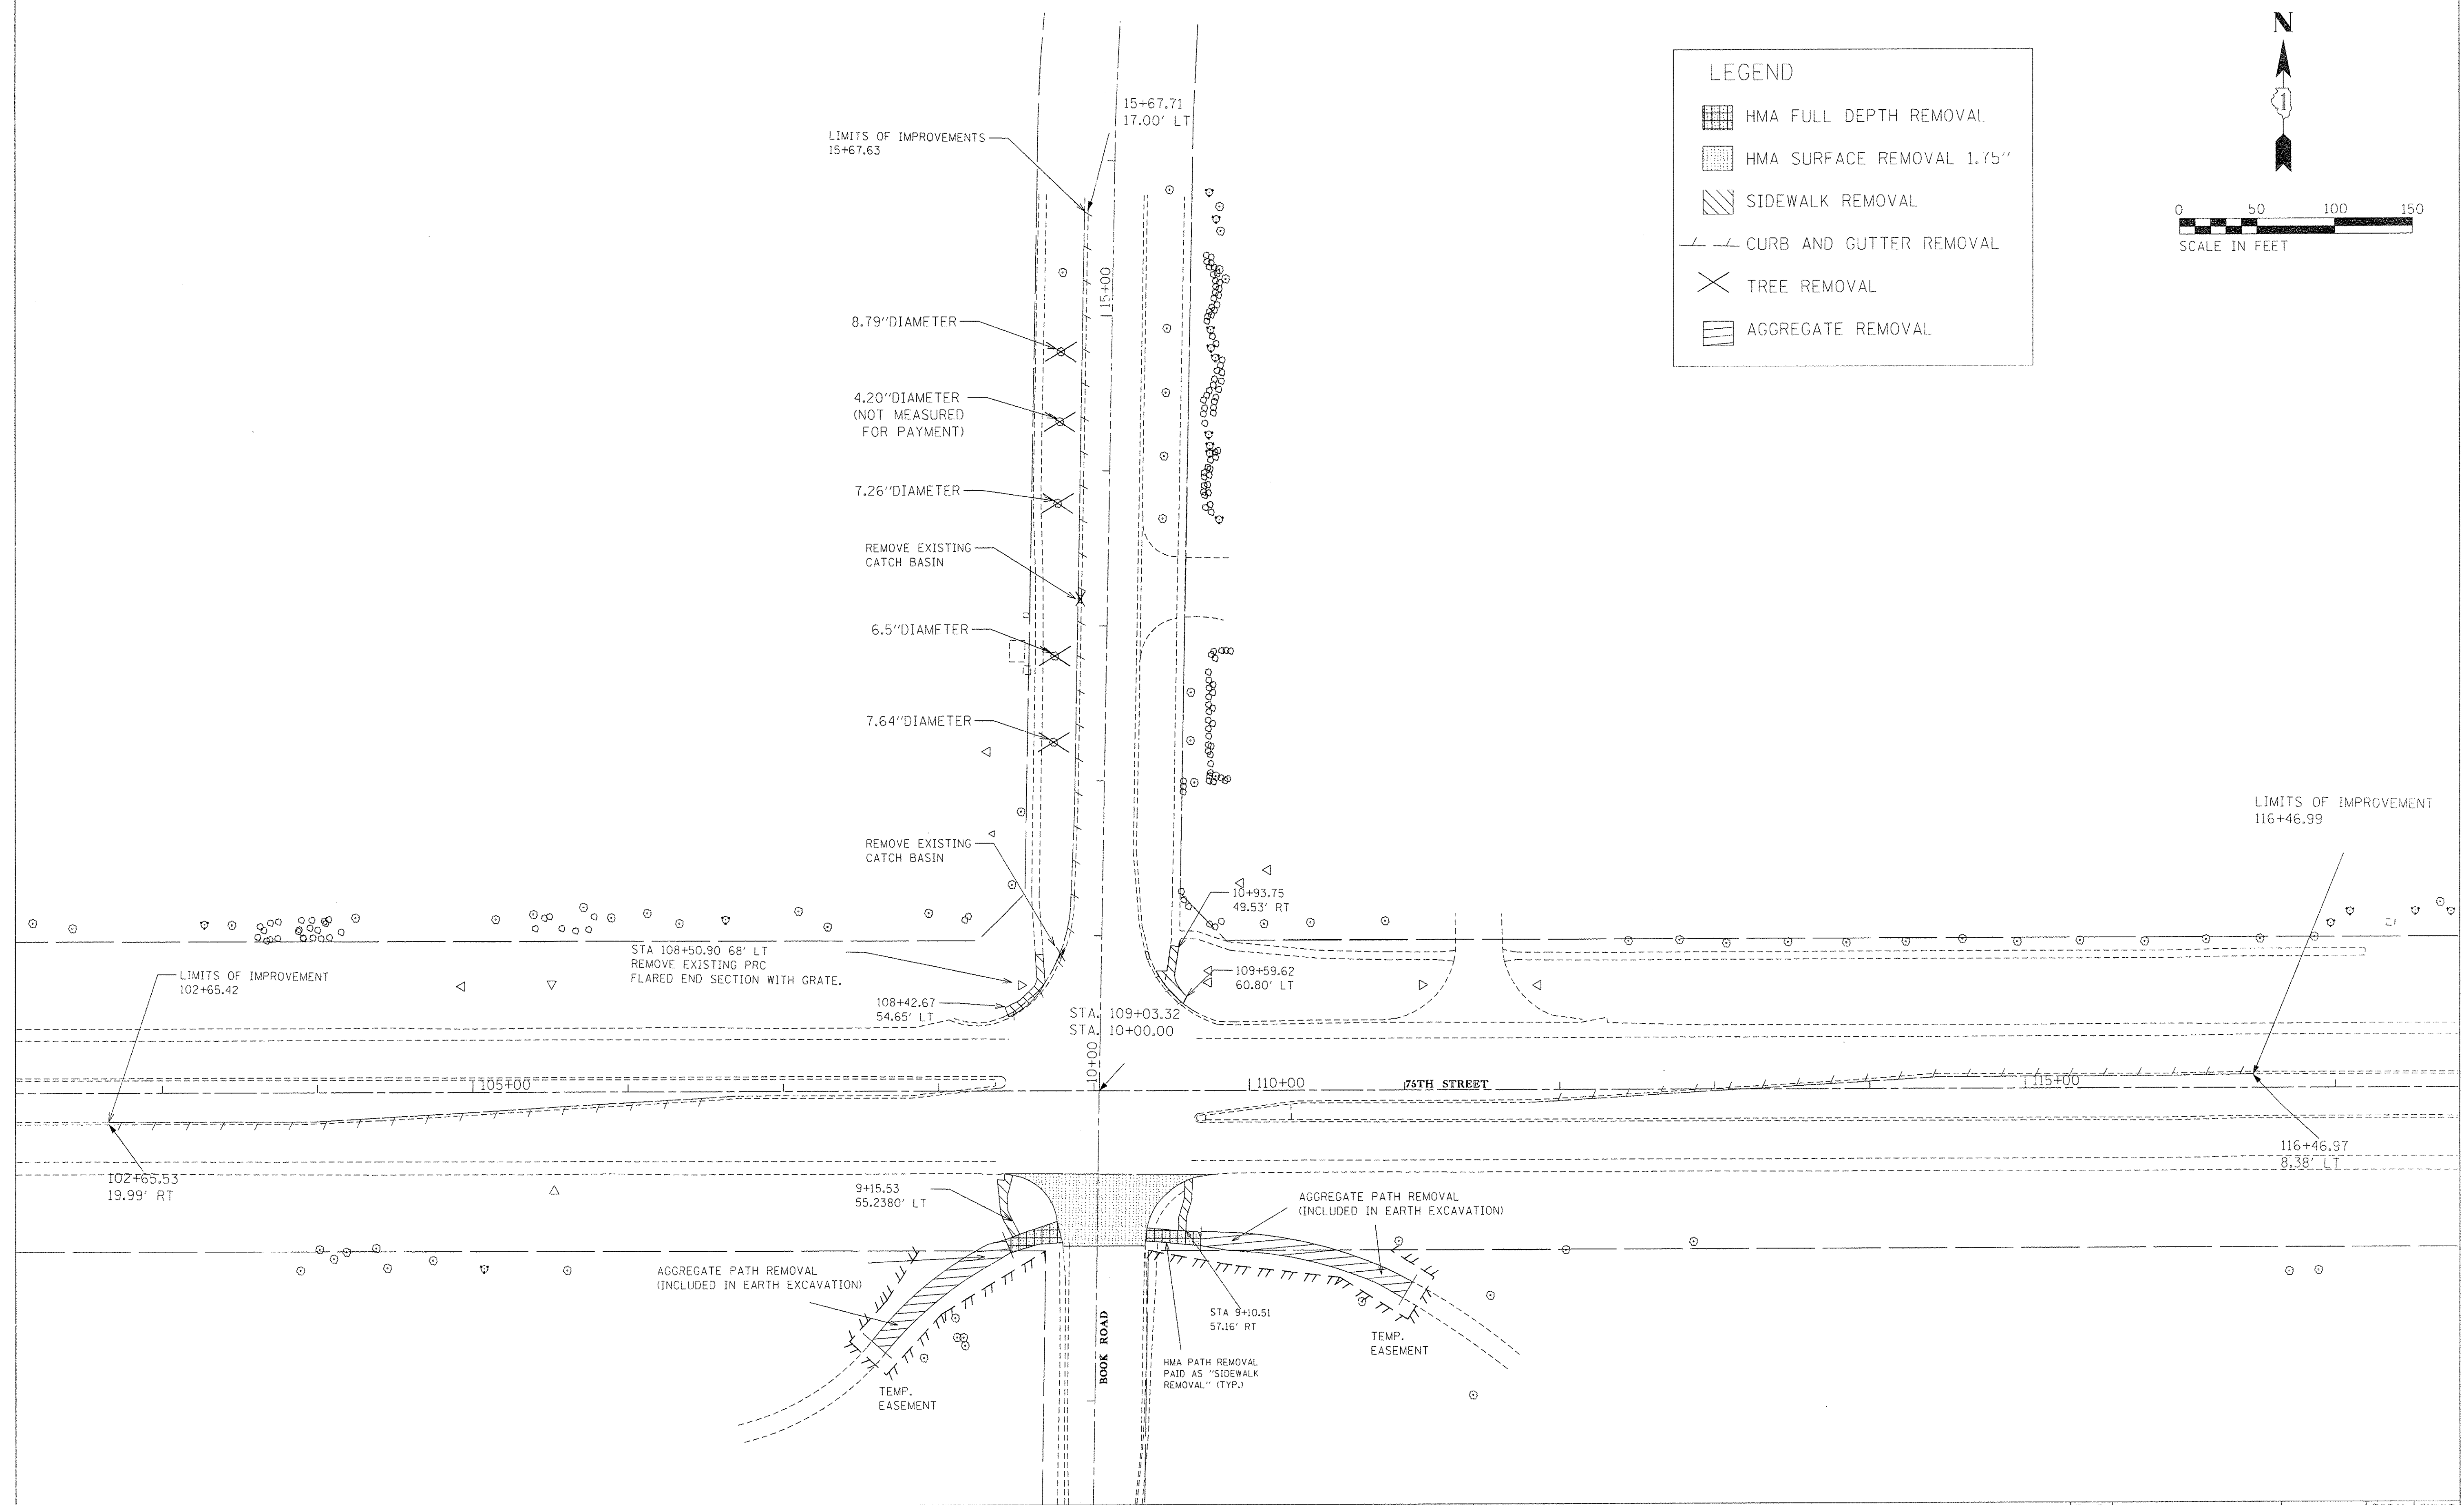 N
15+67.71
17.00' LT
LIMITS OF IMPROVEMENTS
15+67.63
LEGEND
HMA FULL DEPTH REMOVAL
HMA SURFACE REMOVAL 1.75"
SIDEWALK REMOVAL
CURB AND GUTTER REMOVAL
TREE REMOVAL
AGGREGATE REMOVAL
0 50 100 150
SCALE IN FEET
15+00
8.79"DIAMETER
4.20"DIAMETER
(NOT MEASURED
FOR PAYMENT)
7.26"DIAMETER
REMOVE EXISTING
CATCH BASIN
6.5"DIAMETER
7.64"DIAMETER
REMOVE EXISTING
CATCH BASIN
LIMITS OF IMPROVEMENT
116+46.99
10+93.75
49.53' RT
STA 108+50.90 68' LT
REMOVE EXISTING PRC
FLARED END SECTION WITH GRATE.
LIMITS OF IMPROVEMENT
102+65.42
109+59.62
60.80' LT
108+42.67
54.65' LT
STA. 109+03.32
STA. 10+00.00
10+00
105+00
110+00
75TH STREET
115+00
102+65.53
19.99' RT
116+46.97
8.38' LT
9+15.53
55.2380' LT
AGGREGATE PATH REMOVAL
(INCLUDED IN EARTH EXCAVATION)
AGGREGATE PATH REMOVAL
(INCLUDED IN EARTH EXCAVATION)
STA 9+10.51
57.16' RT
BOOK ROAD
TEMP.
EASEMENT
HMA PATH REMOVAL
PAID AS "SIDEWALK
REMOVAL" (TYP.)
TEMP.
EASEMENT